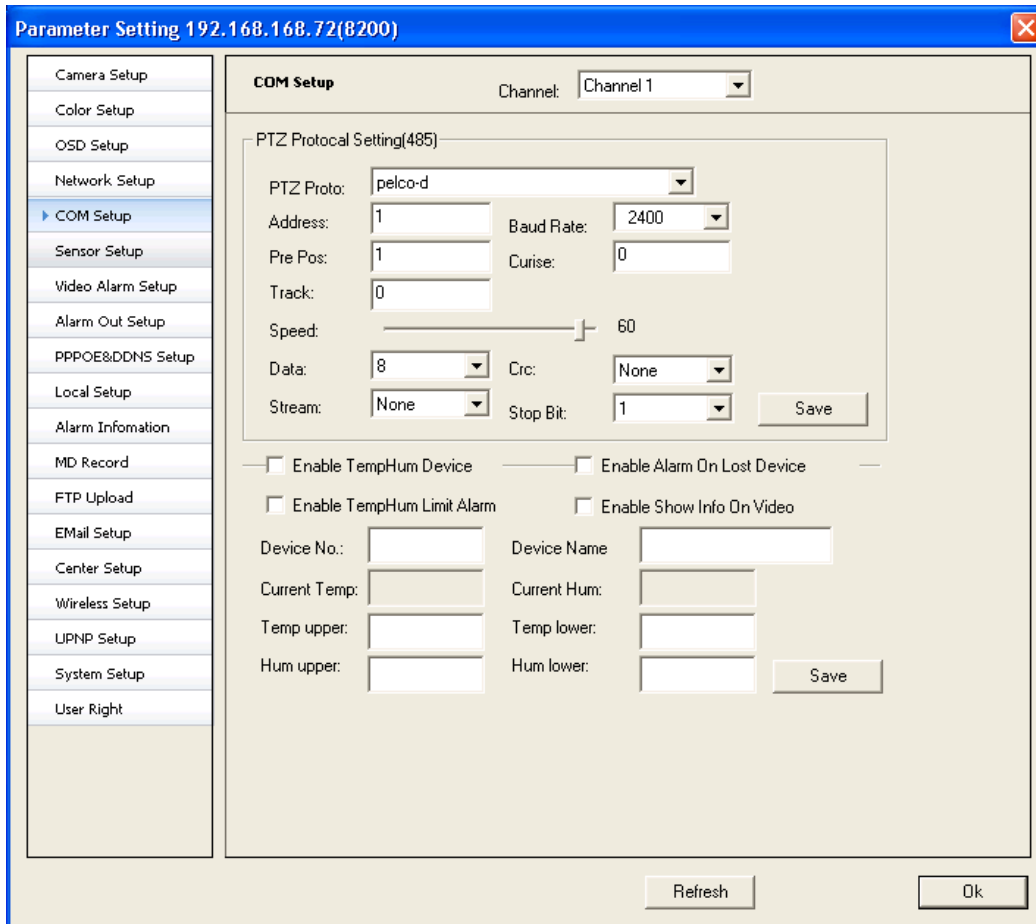 Parameter Setting 192.168.168.72(8200)
Camera Setup
Color Setup
OSD Setup
Network Setup
COM Setup
Sensor Setup
Video Alarm Setup
Alarm Out Setup
PPPOE&DDNS Setup
Local Setup
Alarm Infomation
MD Record
FTP Upload
EMail Setup
Center Setup
Wireless Setup
UPNP Setup
System Setup
User Right
COM Setup Channel: Channel 1
PTZ Protocal Setting(485)
PTZ Proto: pelco-d
Address: 1 Baud Rate: 2400
Pre Pos: 1 Curise: 0
Track: 0
Speed: 60
Data: 8 Crc: None
Stream: None Stop Bit: 1 Save
Enable TempHum Device Enable Alarm On Lost Device
Enable TempHum Limit Alarm Enable Show Info On Video
Device No.: Device Name
Current Temp: Current Hum:
Temp upper: Temp lower:
Hum upper: Hum lower: Save
Refresh Ok